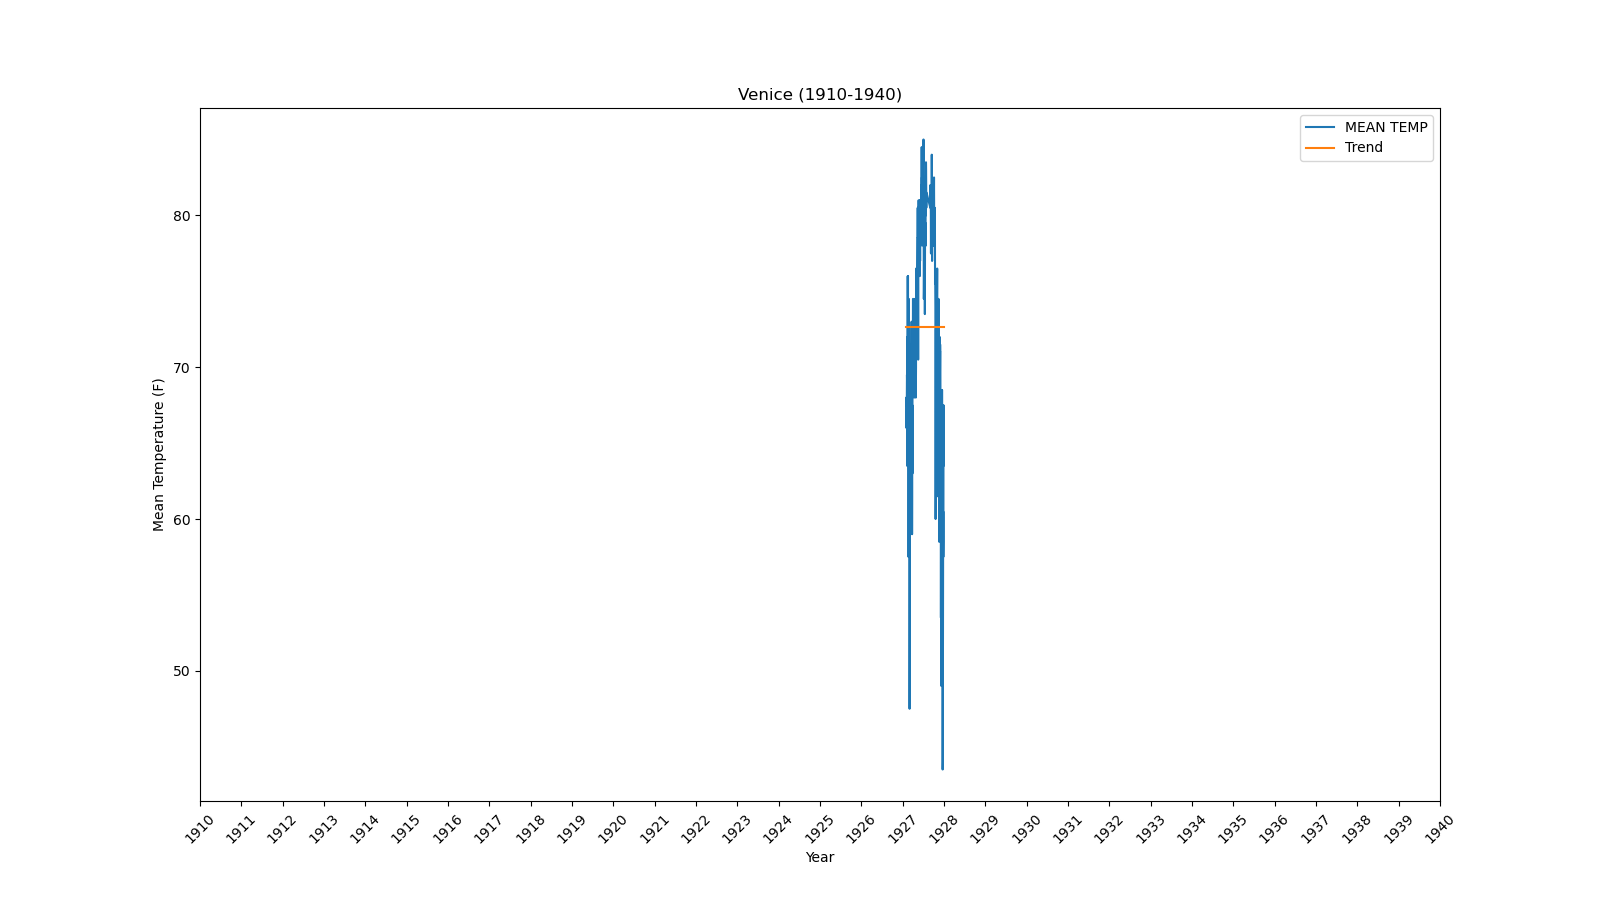 Venice (1910-1940)
MEAN TEMP
Trend
80
70
60
50
Mean Temperature (F)
1910 1911 1912 1913 1914 1915 1916 1917 1918 1919 1920 1921 1922 1923 1924 1925 1926 1927 1928 1929 1930 1931 1932 1933 1934 1935 1936 1937 1938 1939 1940
Year